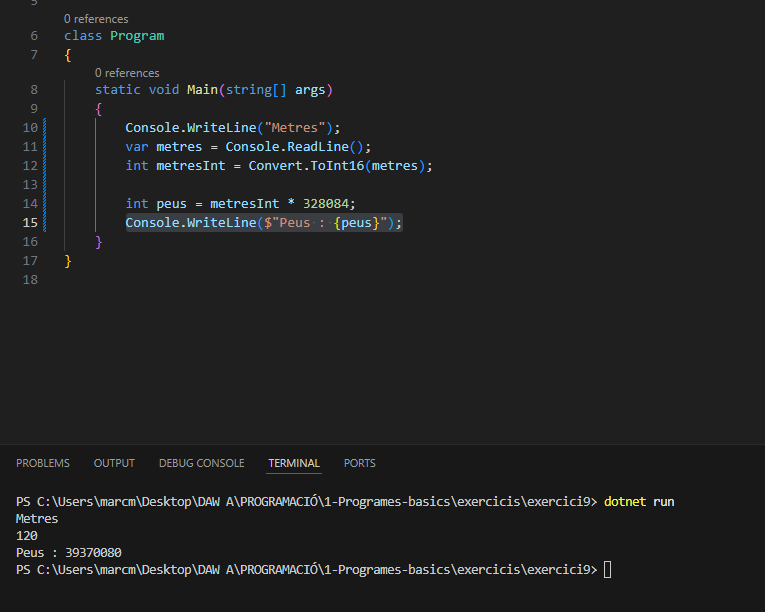 5
0 references
6 class Program
7 {
0 references
8 static void Main(string[] args)
9 {
10 Console.WriteLine("Metres");
11 var metres = Console.ReadLine();
12 int metresInt = Convert.ToInt16(metres);
13
14 int peus = metresInt * 328084;
15 Console.WriteLine($"Peus : {peus}");
16 }
17 }
18
PROBLEMS OUTPUT DEBUG CONSOLE TERMINAL PORTS
PS C:\Users\marcm\Desktop\DAW A\PROGRAMACIÓ\1-Programes-basics\exercicis\exercici9> dotnet run
Metres
120
Peus : 39370080
PS C:\Users\marcm\Desktop\DAW A\PROGRAMACIÓ\1-Programes-basics\exercicis\exercici9>